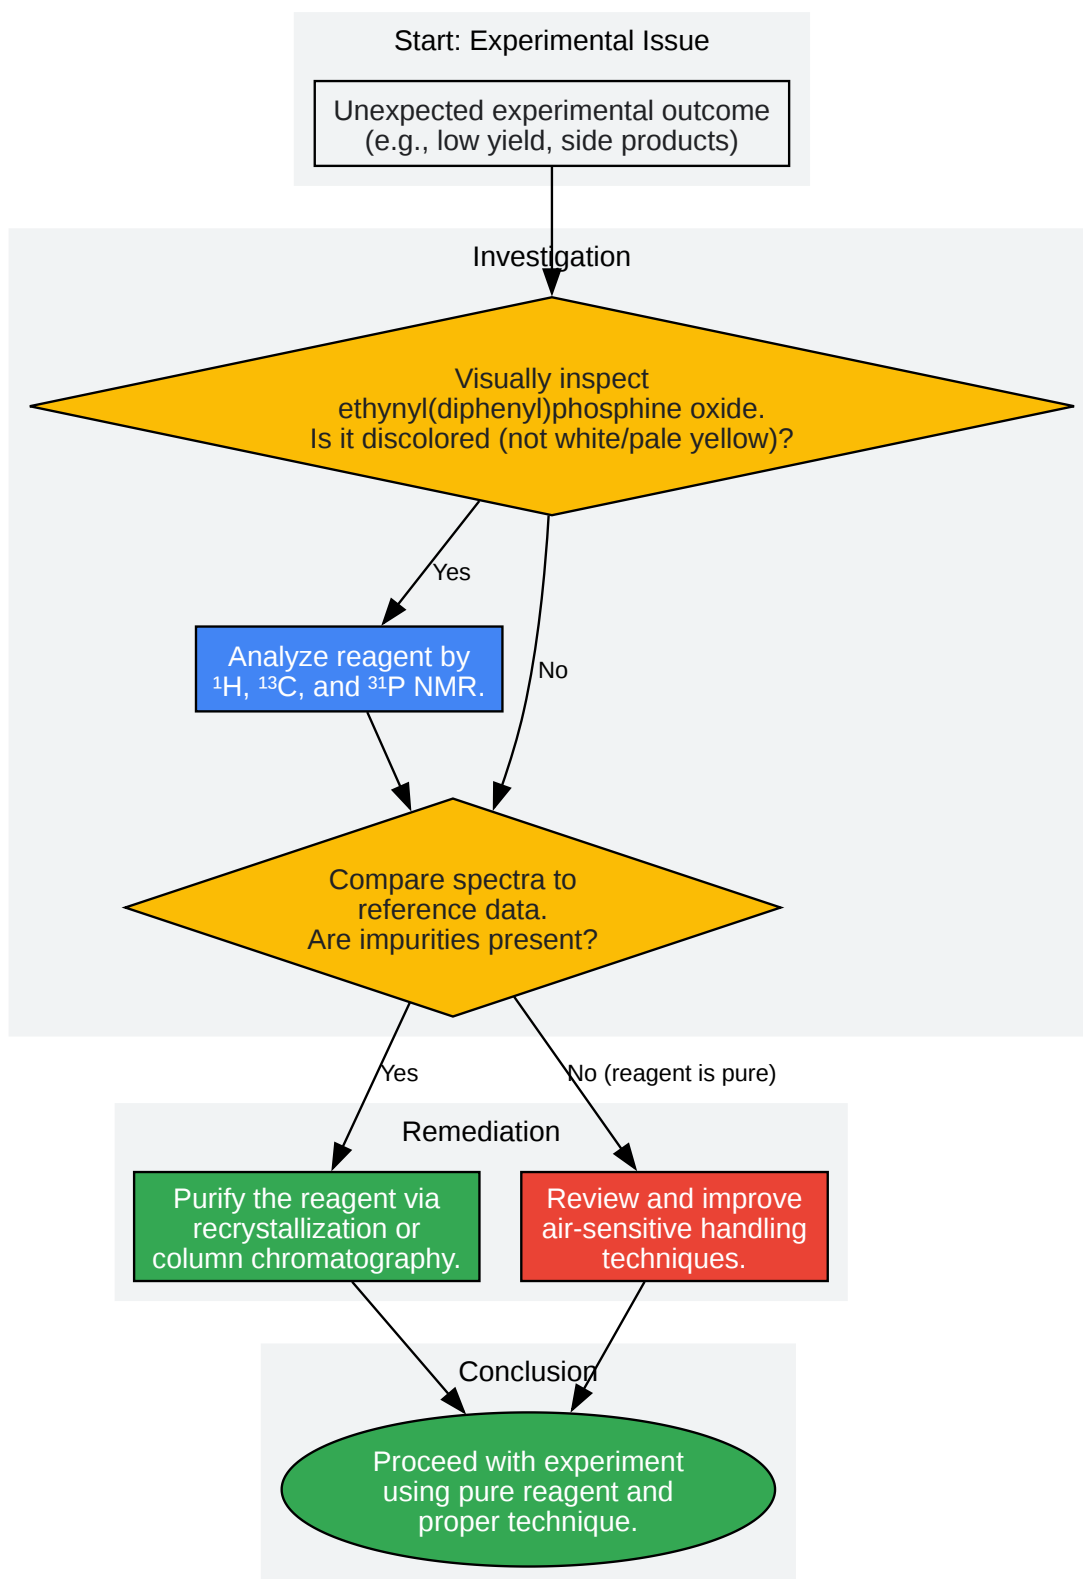 Start: Experimental Issue
Unexpected experimental outcome
(e.g., low yield, side products)
Investigation
Visually inspect
ethynyl(diphenyl)phosphine oxide.
Is it discolored (not white/pale yellow)?
Yes
Analyze reagent by
¹H, ¹³C, and ³¹P NMR.
No
Compare spectra to
reference data.
Are impurities present?
Yes
No (reagent is pure)
Remediation
Purify the reagent via
recrystallization or
column chromatography.
Review and improve
air-sensitive handling
techniques.
Conclusion
Proceed with experiment
using pure reagent and
proper technique.